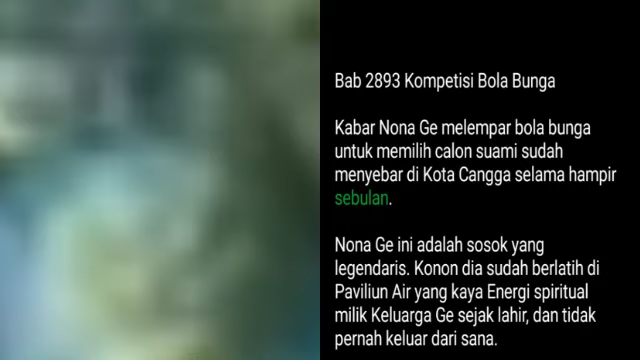 Bab 2893 Kompetisi Bola Bunga
Kabar Nona Ge melempar bola bunga
untuk memilih calon suami sudah
menyebar di Kota Cangga selama hampir
sebulan.
Nona Ge ini adalah sosok yang
legendaris. Konon dia sudah berlatih di
Paviliun Air yang kaya Energi spiritual
milik Keluarga Ge sejak lahir, dan tidak
pernah keluar dari sana.